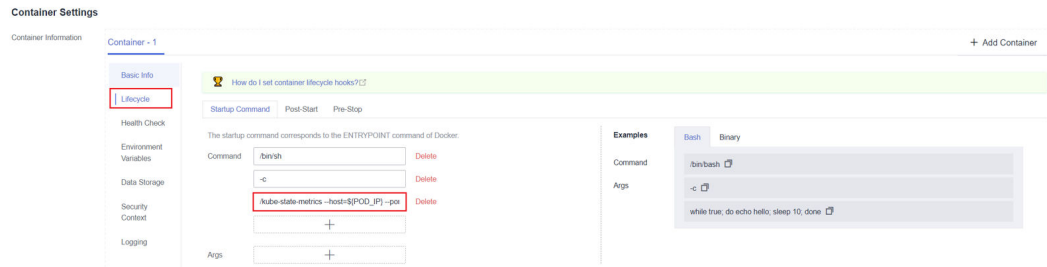 Container Settings
Container Information
Container - 1
+ Add Container
Basic Info
Lifecycle
Health Check
Environment
Variables
Data Storage
Security
Context
Logging
How do I set container lifecycle hooks?
Startup Command Post-Start Pre-Stop
The startup command corresponds to the ENTRYPOINT command of Docker.
Command /bin/sh Delete
-c Delete
/kube-state-metrics --host=${POD_IP} --por Delete
+
Args +
Examples Bash Binary
Command /bin/bash
Args -c
while true; do echo hello; sleep 10; done